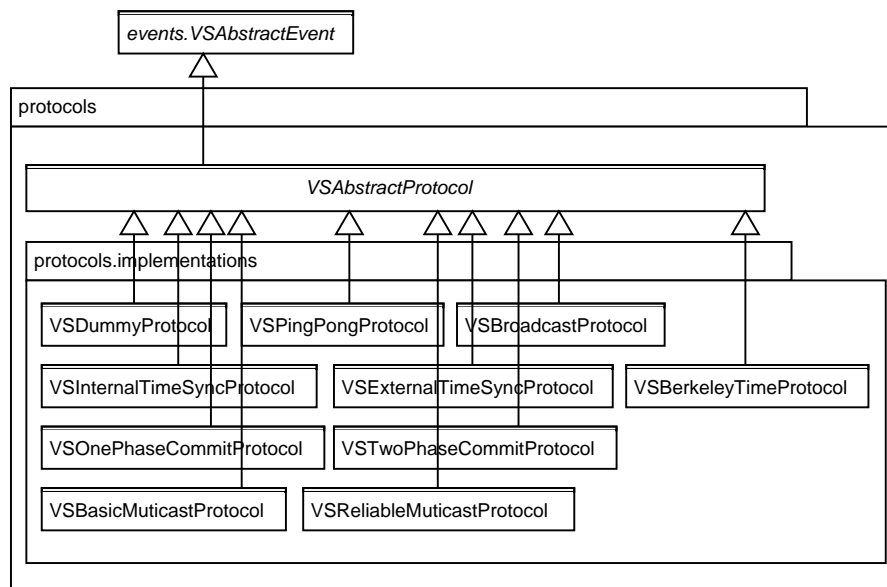 events.VSAbstractEvent
protocols
VSAbstractProtocol
protocols.implementations
VSDummyProtocol
VSPingPongProtocol
VSBroadcastProtocol
VSInternalTimeSyncProtocol
VSExternalTimeSyncProtocol
VSBerkeleyTimeProtocol
VSOnePhaseCommitProtocol
VSTwoPhaseCommitProtocol
VSBasicMuticastProtocol
VSReliableMuticastProtocol